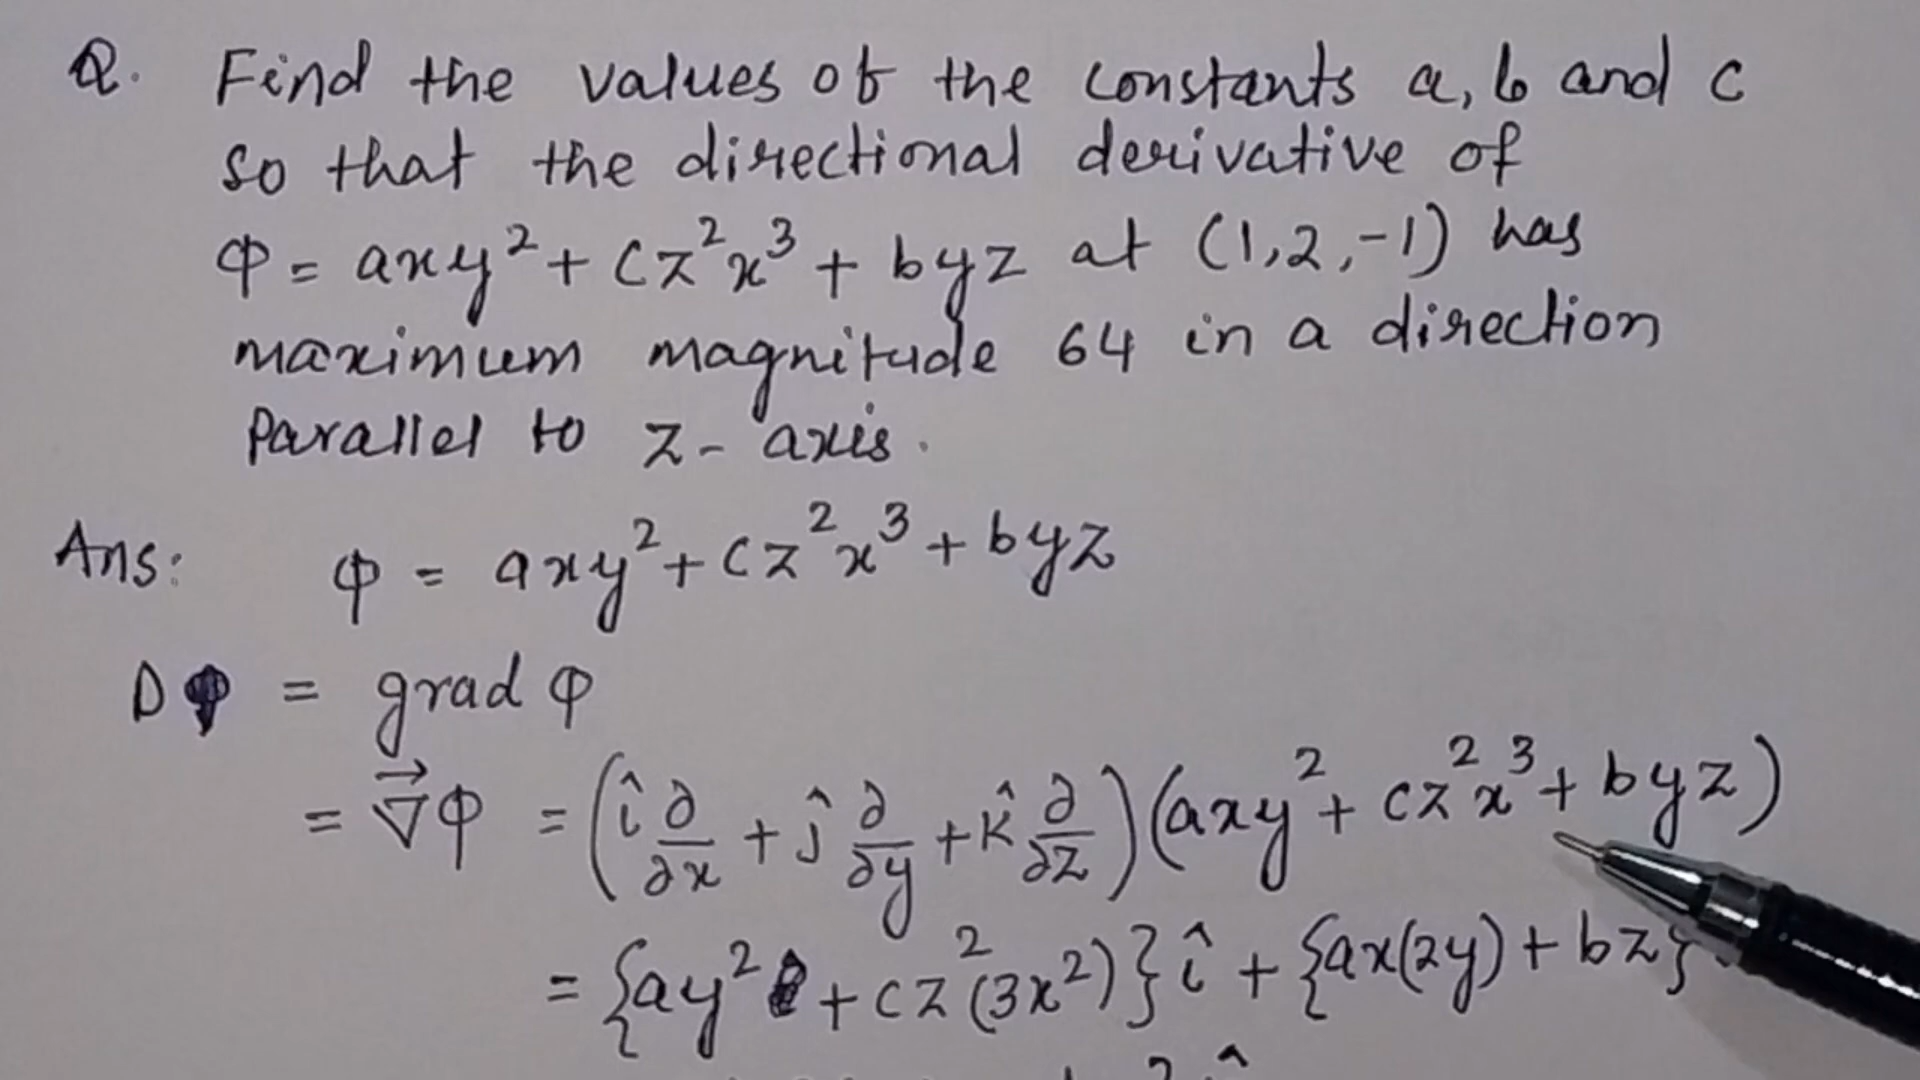 Q. Find the values of the constants a, b and c
so that the directional derivative of
φ = axy² + cz²x³ + byz at (1,2,-1) has
maximum magnitude 64 in a direction
parallel to z-axis.
Ans: φ = axy² + cz²x³ + byz
Dφ = grad φ
= ∇⃗φ = (î ∂/∂x + ĵ ∂/∂y + k̂ ∂/∂z)(axy² + cz²x³ + byz)
= {ay² + cz²(3x²)}î + {ax(2y) + bz}